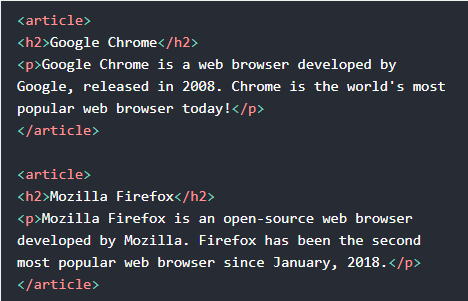 <article>
<h2>Google Chrome</h2>
<p>Google Chrome is a web browser developed by
Google, released in 2008. Chrome is the world's most
popular web browser today!</p>
</article>
<article>
<h2>Mozilla Firefox</h2>
<p>Mozilla Firefox is an open-source web browser
developed by Mozilla. Firefox has been the second
most popular web browser since January, 2018.</p>
</article>